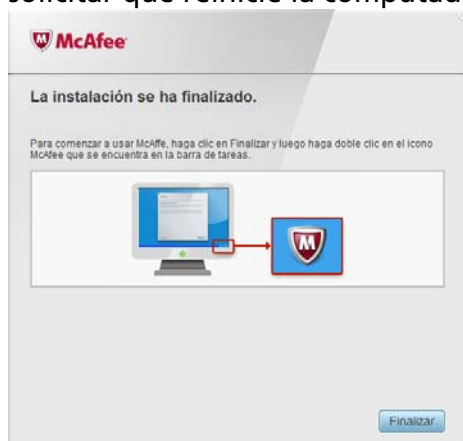 solicitar que reinicie la computad
McAfee
La instalación se ha finalizado.
Para comenzar a usar McAffe, haga clic en Finalizar y luego haga doble clic en el icono
McAfee que se encuentra en la barra de tareas.
Finalizar